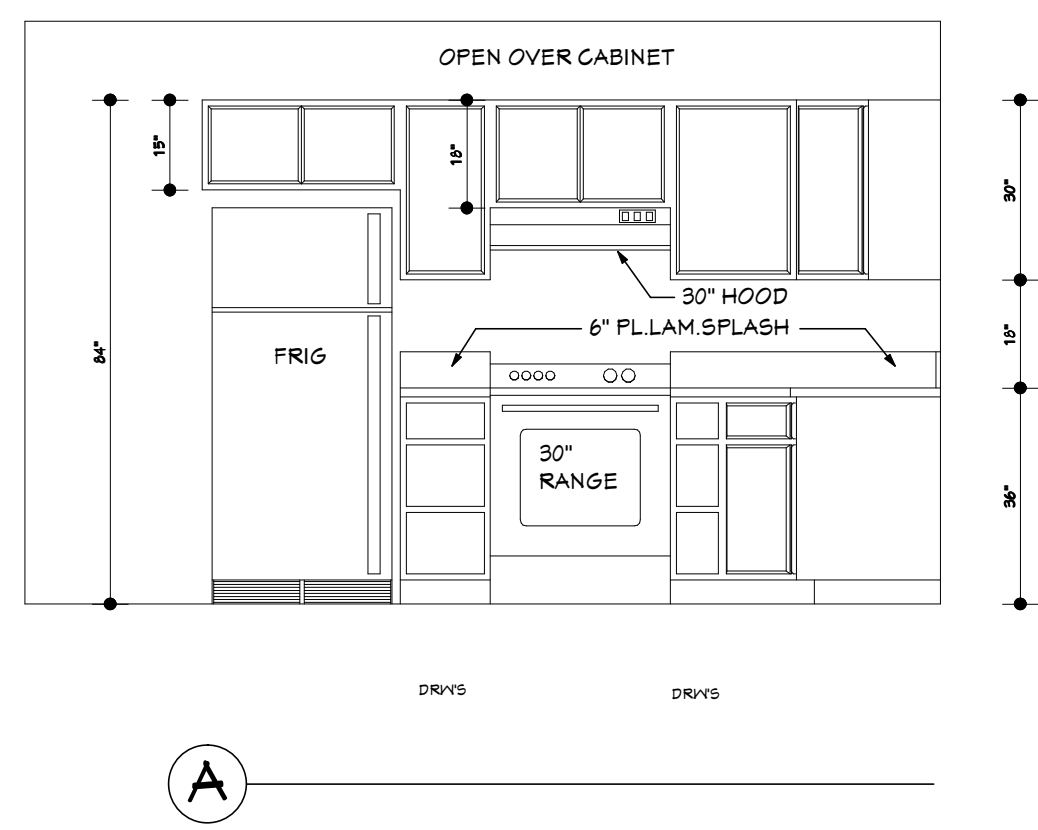 OPEN OVER CABINET
15"
18"
30"
30" HOOD
6" PL.LAM.SPLASH
18"
84"
FRIG
30"
RANGE
36"
DRW'S
DRW'S
A